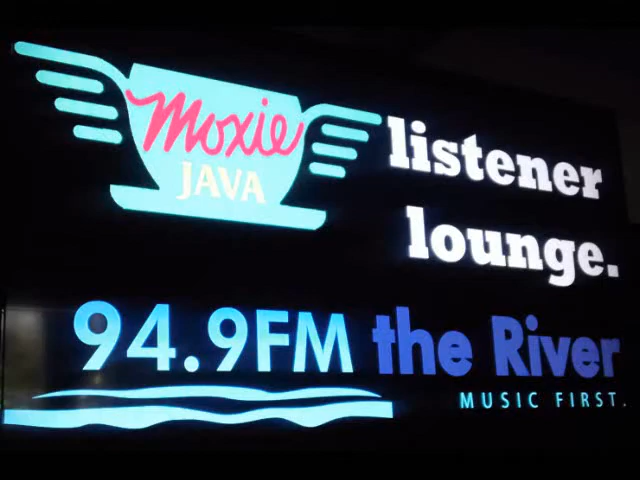 Moxie
JAVA
listener
lounge.
94.9FM the River
MUSIC FIRST.